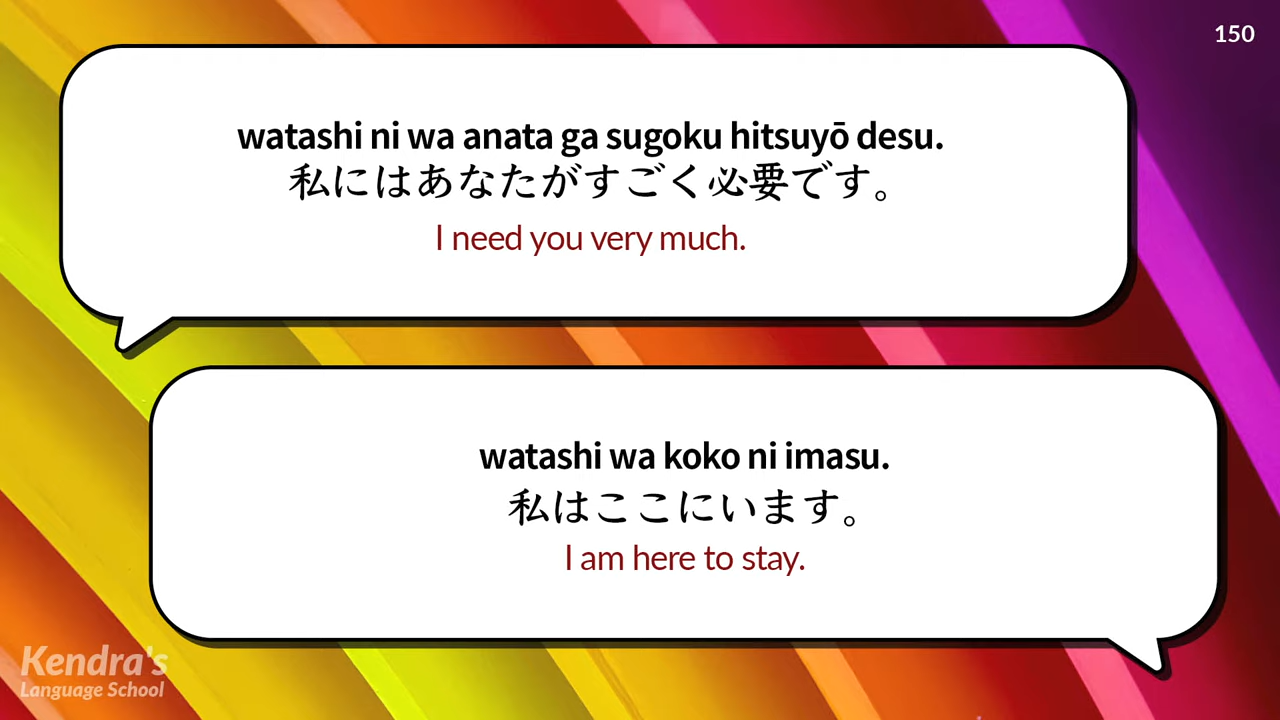 150
watashi ni wa anata ga sugoku hitsuyō desu.
私にはあなたがすごく必要です。
I need you very much.
watashi wa koko ni imasu.
私はここにいます。
I am here to stay.
Kendra's
Language School